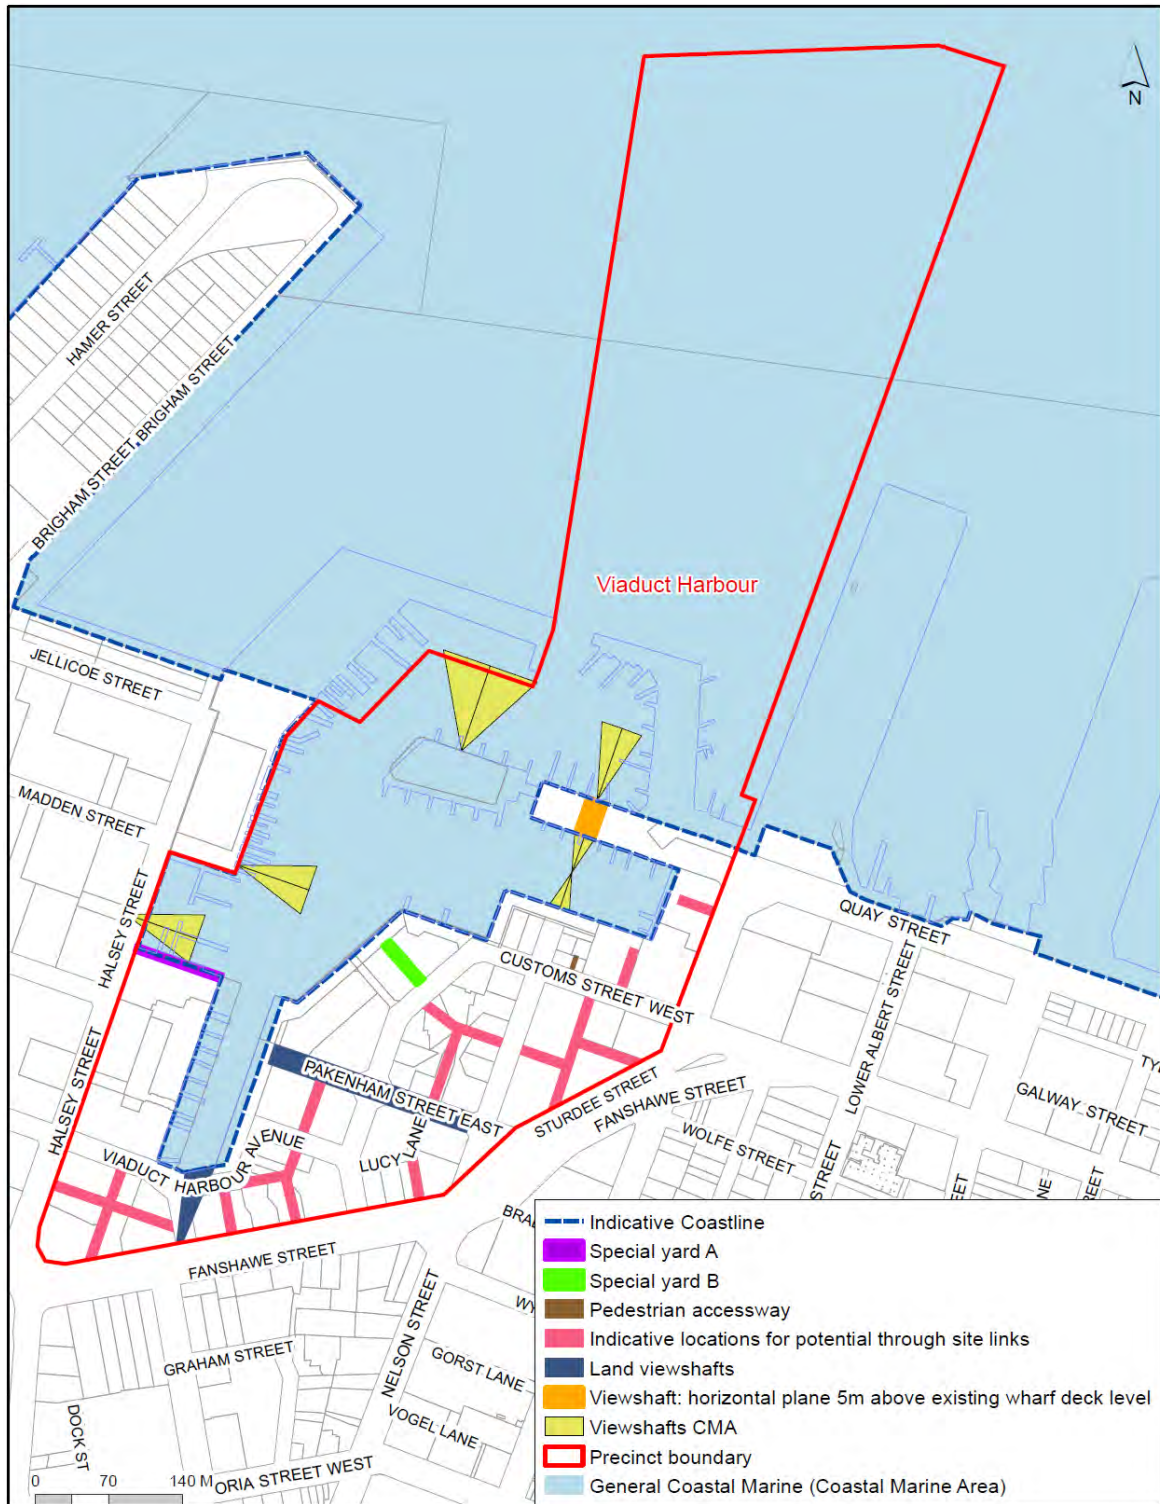 N
HAMER STREET
BRIGHAM STREET
BRIGHAM STREET
Viaduct Harbour
JELLICOE STREET
MADDEN STREET
HALSEY STREET
HALSEY STREET
QUAY STREET
CUSTOMS STREET WEST
LOWER ALBERT STREET
PAKENHAM STREET EAST
STURDEE STREET
FANSHAWE STREET
GALWAY STREET
WOLFE STREET
VIADUCT HARBOUR AVENUE
LUCY LANE
STREET
FANSHAWE STREET
NELSON STREET
GRAHAM STREET
GORST LANE
VOGEL LANE
DOCK ST
ORIA STREET WEST
0 70 140 M
Indicative Coastline
Special yard A
Special yard B
Pedestrian accessway
Indicative locations for potential through site links
Land viewshafts
Viewshaft: horizontal plane 5m above existing wharf deck level
Viewshafts CMA
Precinct boundary
General Coastal Marine (Coastal Marine Area)